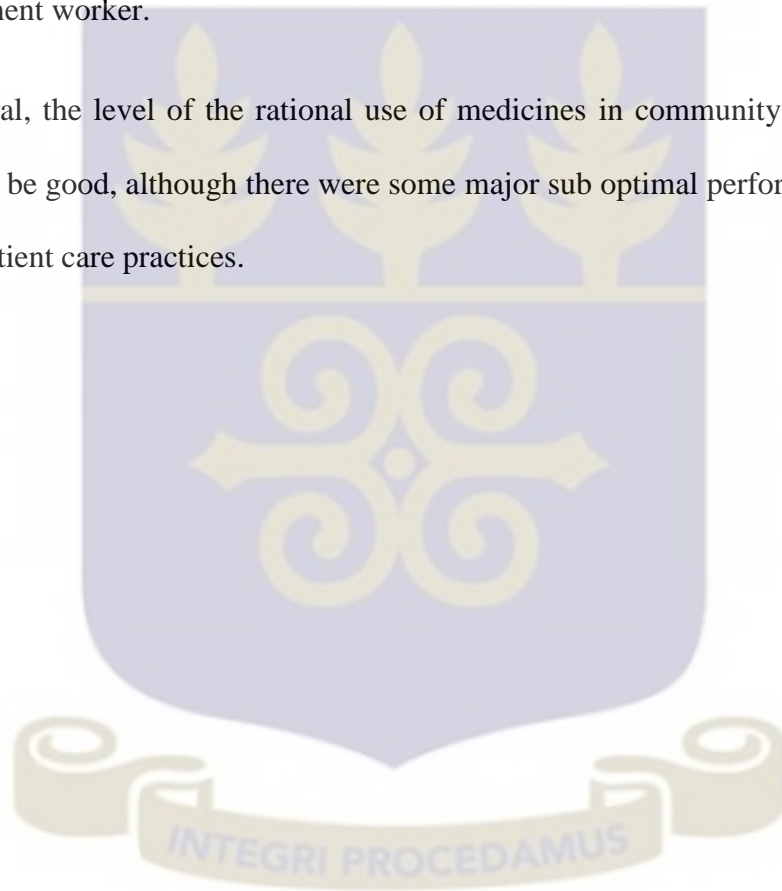 nent worker.
al, the level of the rational use of medicines in community
be good, although there were some major sub optimal perfor
tient care practices.
INTEGRI PROCEDAMUS